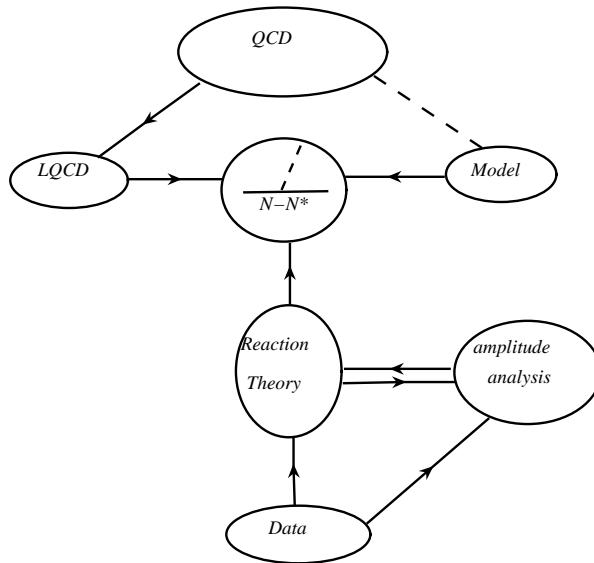 QCD
LQCD
Model
N–N*
Reaction
Theory
amplitude
analysis
Data